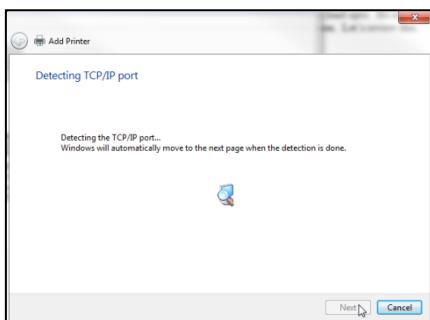 Add Printer
Detecting TCP/IP port
Detecting the TCP/IP port...
Windows will automatically move to the next page when the detection is done.
Next
Cancel